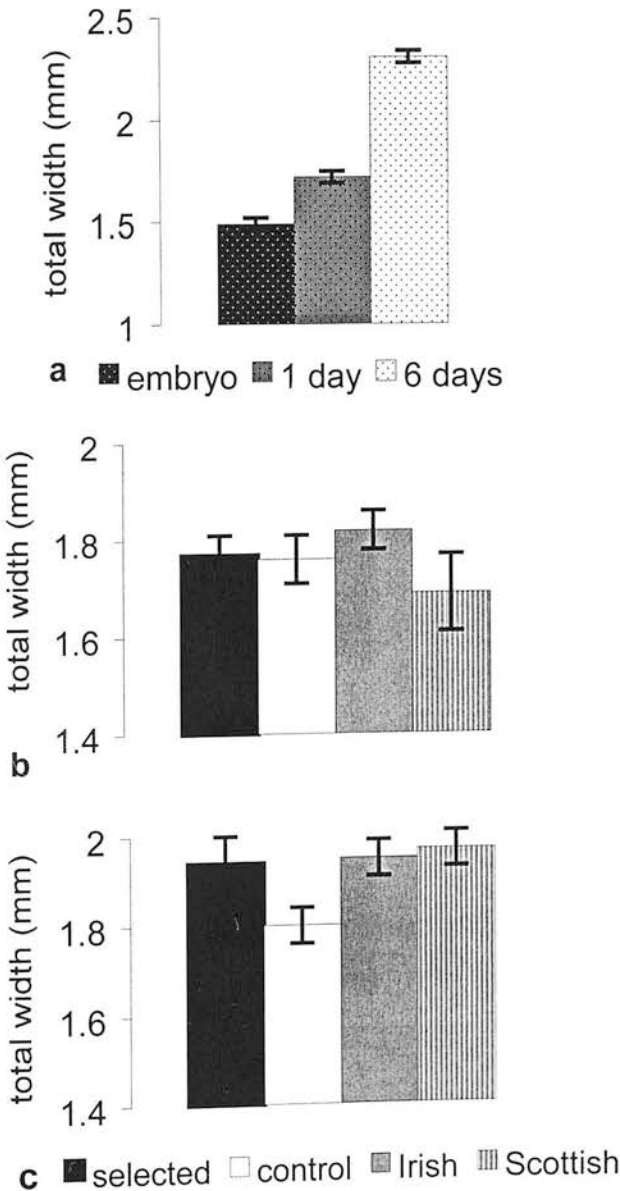 total width (mm)
2.5
2
1.5
1
a embryo 1 day 6 days
total width (mm)
2
1.8
1.6
1.4
b
total width (mm)
2
1.8
1.6
1.4
c selected control Irish Scottish